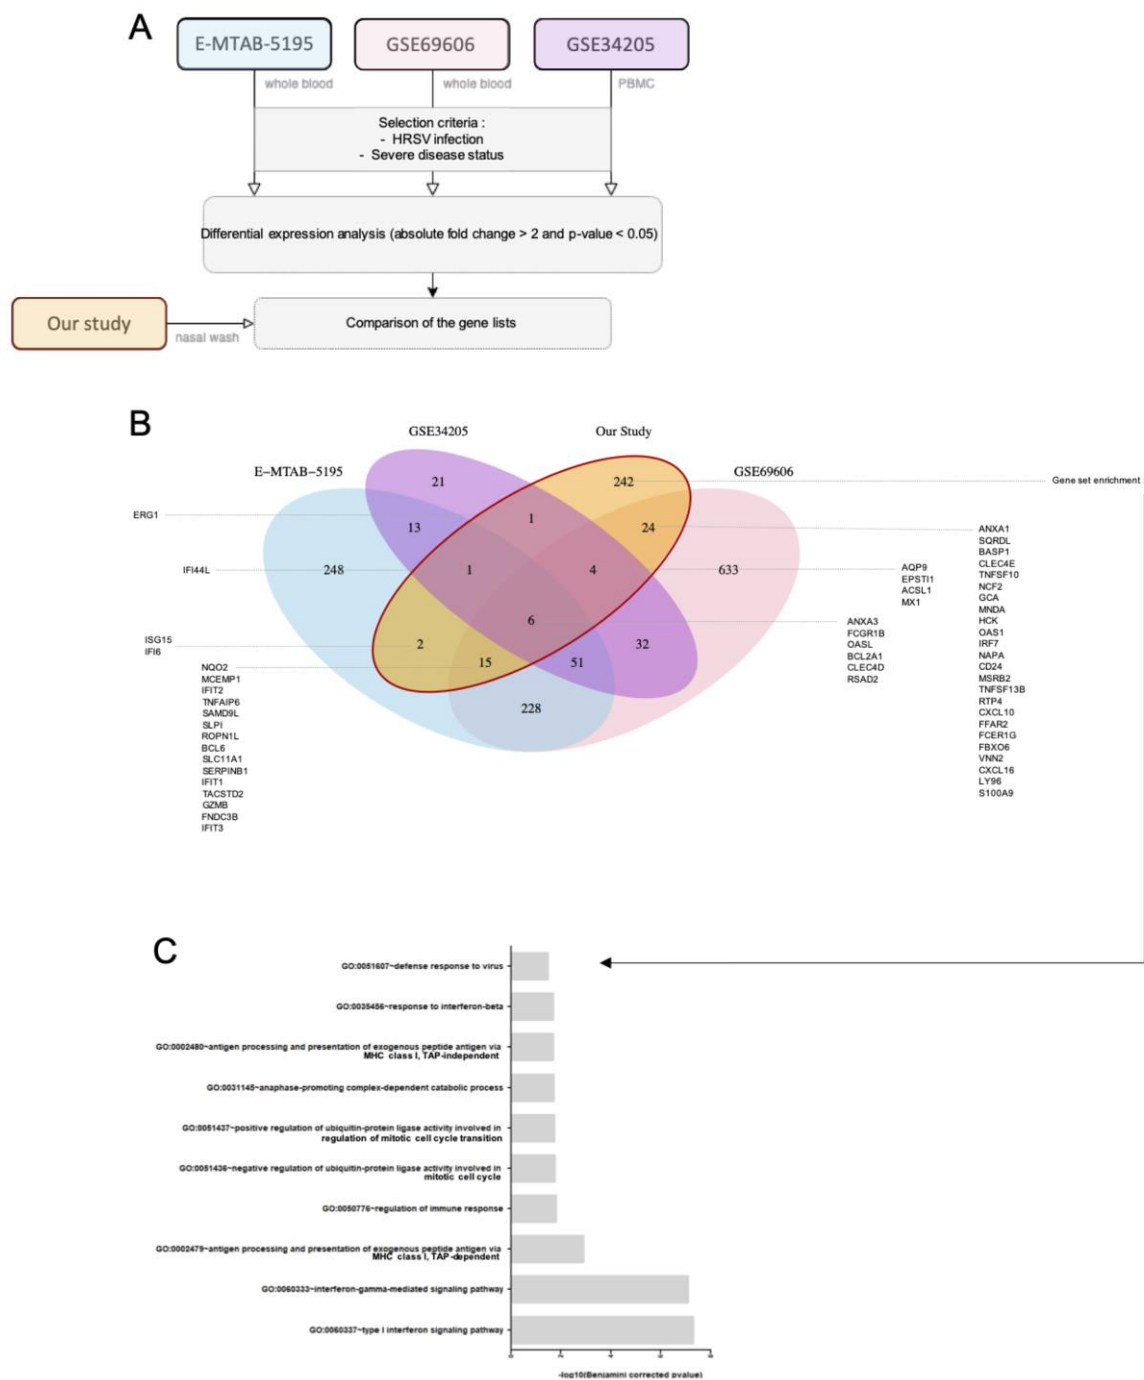 A
E-MTAB-5195
GSE69606
GSE34205
whole blood
whole blood
PBMC
Selection criteria :
- HRSV infection
- Severe disease status
Differential expression analysis (absolute fold change > 2 and p-value < 0.05)
Our study
nasal wash
Comparison of the gene lists
B
GSE34205
Our Study
E-MTAB-5195
GSE69606
21
242
Gene set enrichment :
ERG1
13
1
24
IFI44L
248
1
4
633
6
ISG15
IFI6
2
15
51
32
228
NQO2
MCEMP1
IFIT2
TNFAIP6
SAMD9L
SLPI
ROPN1L
BCL6
SLC11A1
SERPINB1
IFIT1
TACSTD2
GZMB
FNDC3B
IFIT3
AQP9
EPSTI1
ACSL1
MX1
ANXA3
FCGR1B
OASL
BCL2A1
CLEC4D
RSAD2
ANXA1
SQRDL
BASP1
CLEC4E
TNFSF10
NCF2
GCA
MNDA
HCK
OAS1
IRF7
NAPA
CD24
MSRB2
TNFSF13B
RTP4
CXCL10
FFAR2
FCER1G
FBXO6
VNN2
CXCL16
LY96
S100A9
C
GO:0051607~defense response to virus
GO:0035456~response to interferon-beta
GO:0002480~antigen processing and presentation of exogenous peptide antigen via
MHC class I, TAP-independent
GO:0031145~anaphase-promoting complex-dependent catabolic process
GO:0051437~positive regulation of ubiquitin-protein ligase activity involved in
regulation of mitotic cell cycle transition
GO:0051436~negative regulation of ubiquitin-protein ligase activity involved in
mitotic cell cycle
GO:0050776~regulation of immune response
GO:0002479~antigen processing and presentation of exogenous peptide antigen via
MHC class I, TAP-dependent
GO:0060333~interferon-gamma-mediated signaling pathway
GO:0060337~type I interferon signaling pathway
0 2 4 6 8
-log10(Benjamini corrected pvalue)